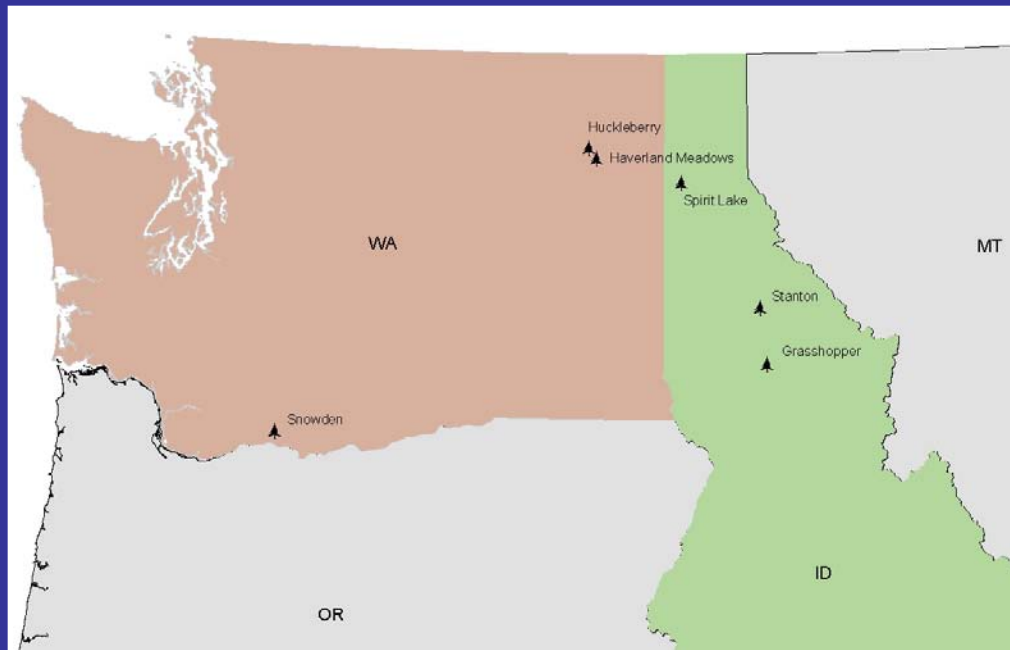 Huckleberry
Haverland Meadows
Spirit Lake
WA
MT
Stanton
Grasshopper
Snowden
ID
OR